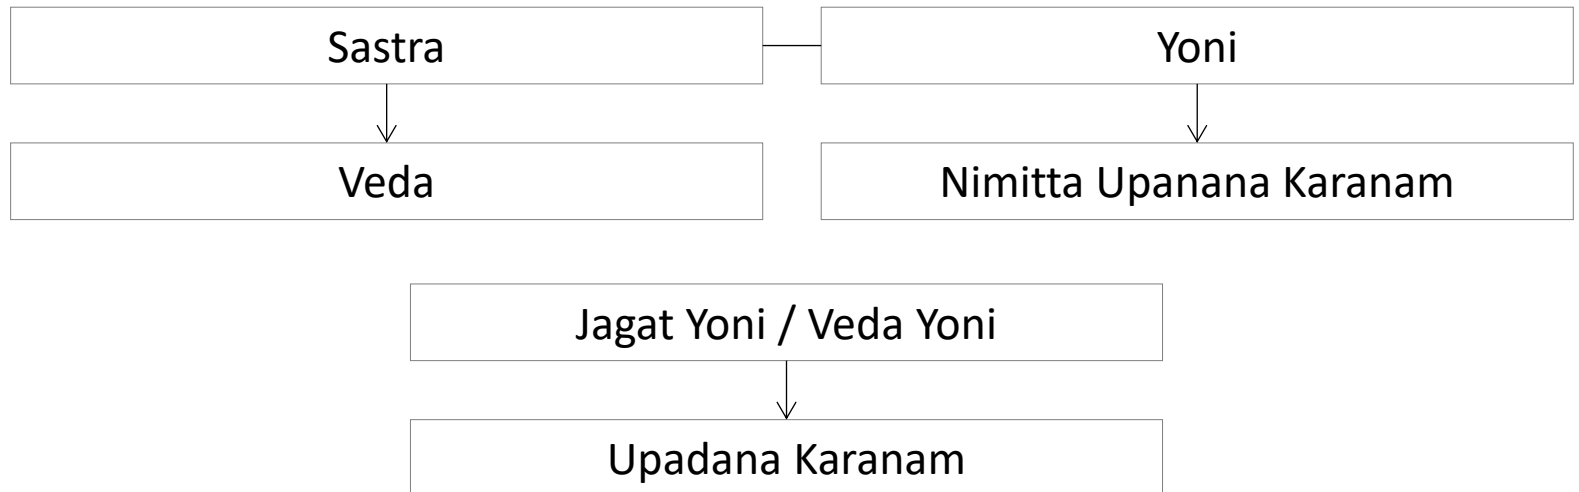 Sastra
Yoni
Veda
Nimitta Upanana Karanam
Jagat Yoni / Veda Yoni
Upadana Karanam